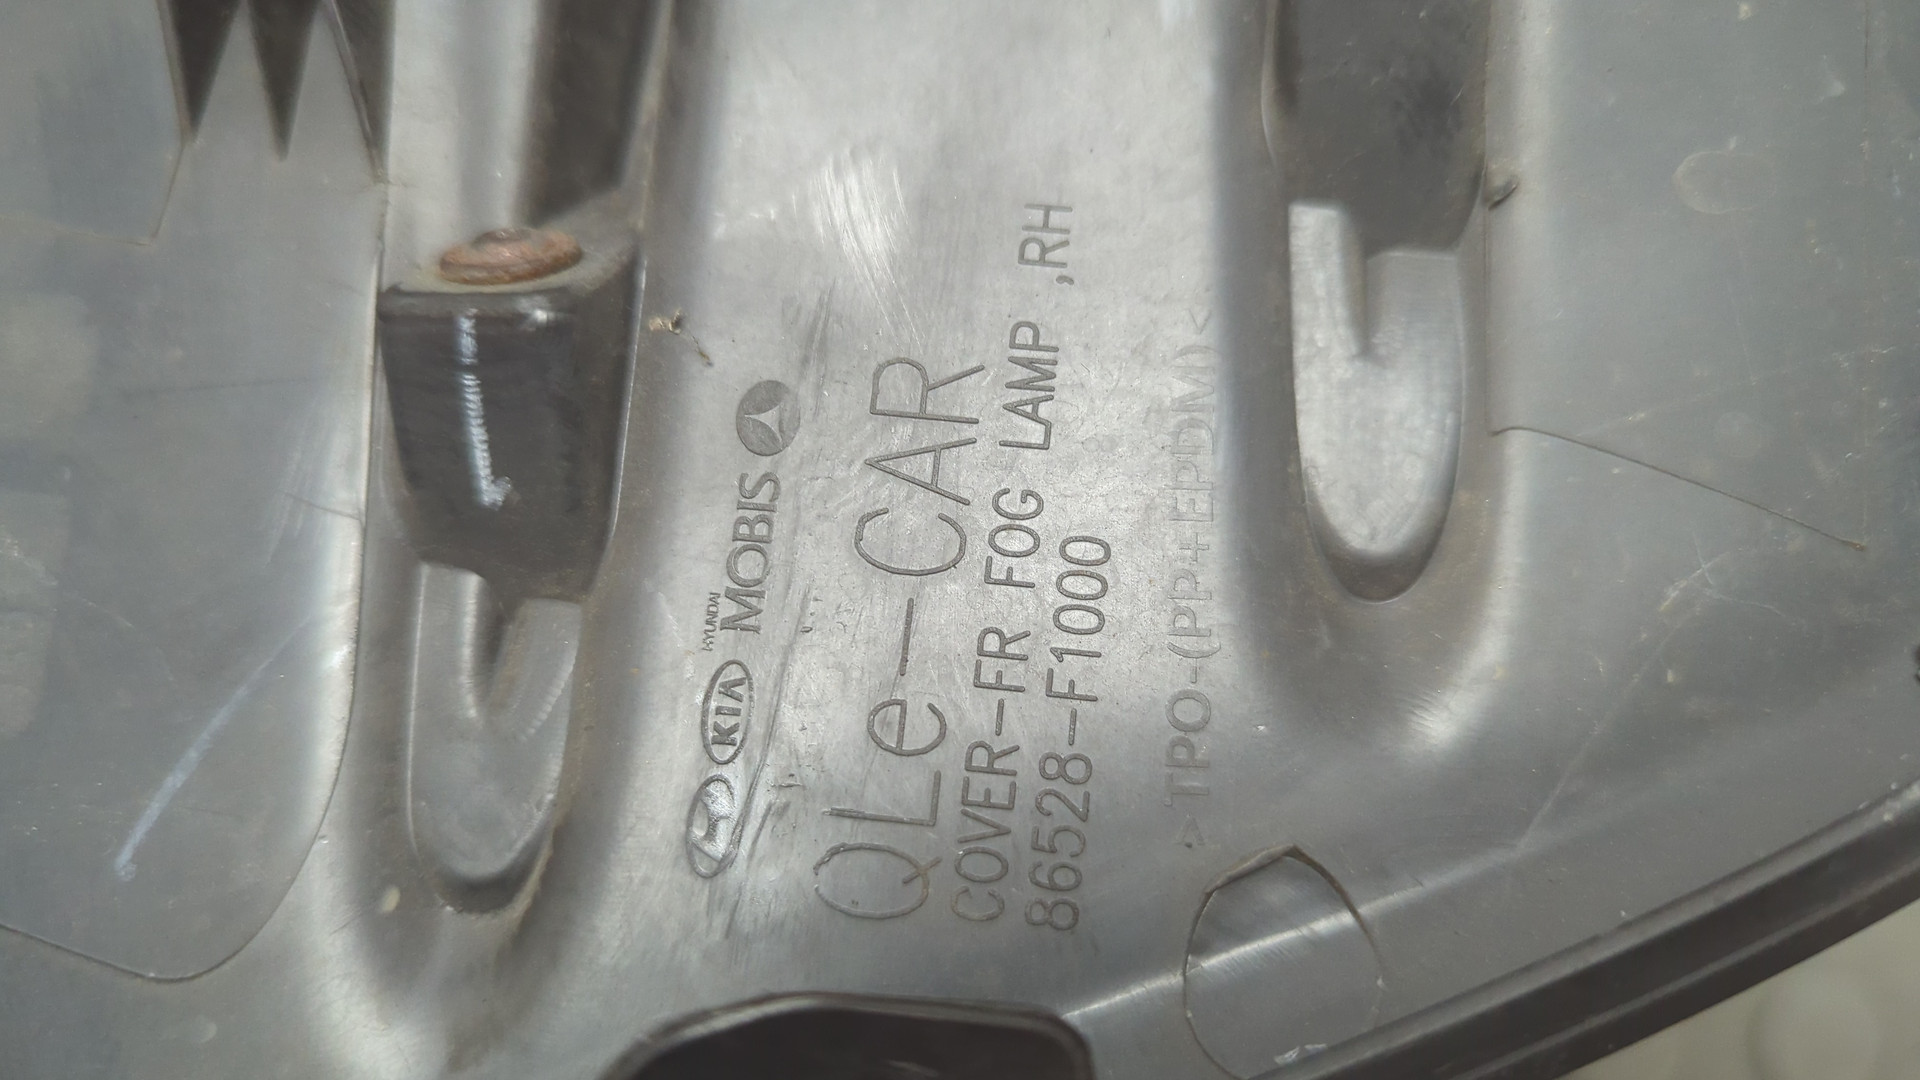 KIA HYUNDAI MOBIS
QLe-CAR
COVER-FR FOG LAMP ,RH
86528-F1000
>TPO-(PP+EPDM)<